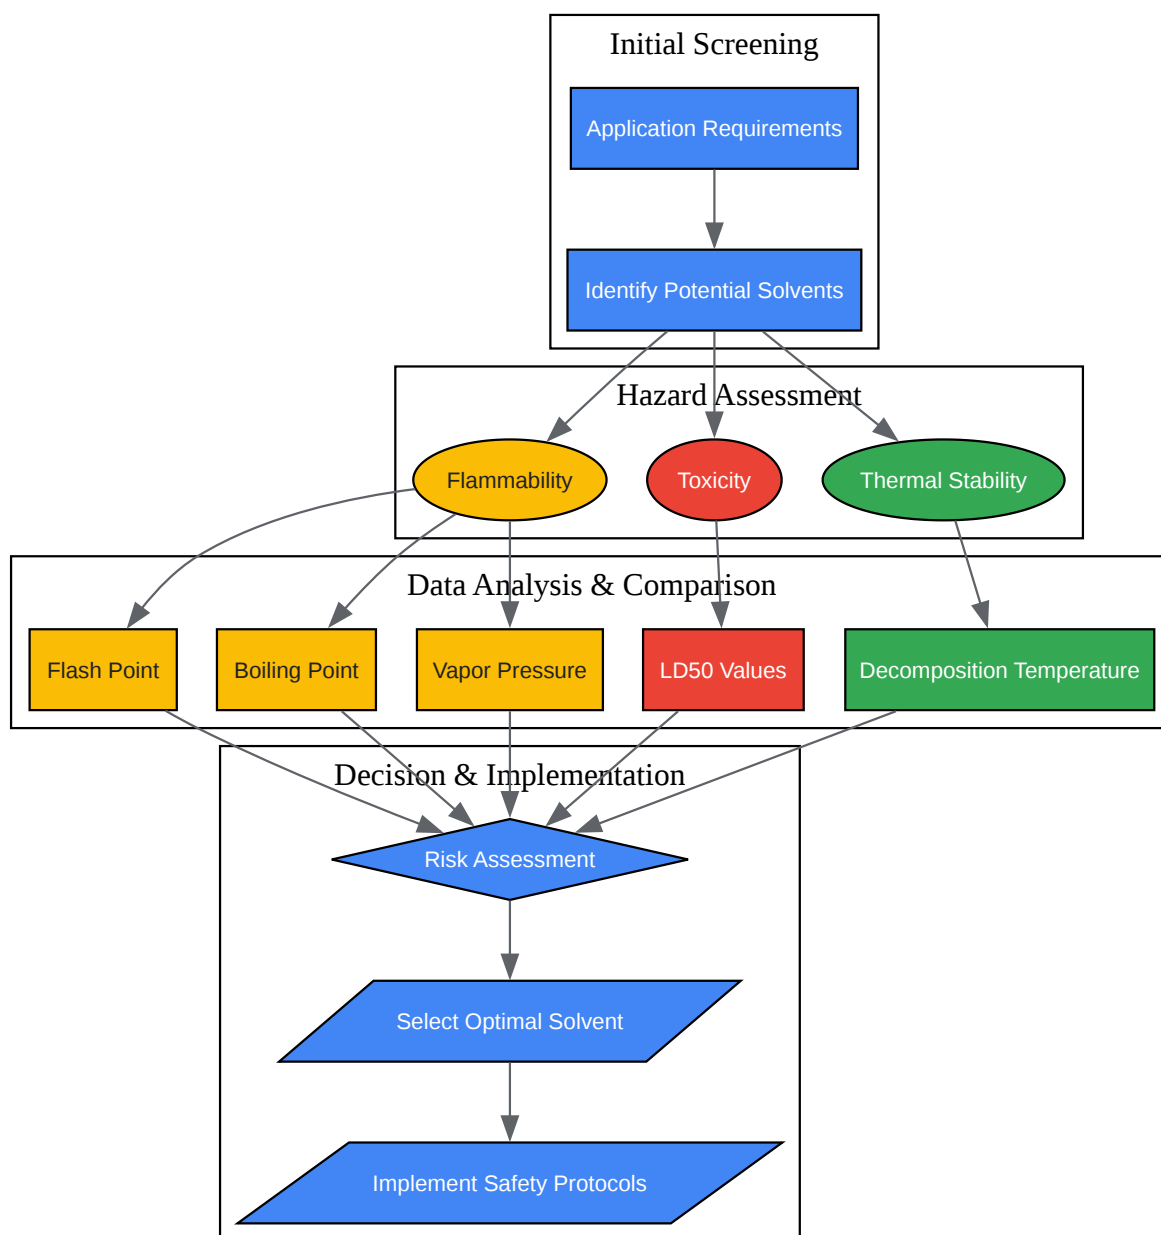 Initial Screening
Application Requirements
Identify Potential Solvents
Hazard Assessment
Flammability
Toxicity
Thermal Stability
Data Analysis & Comparison
Flash Point
Boiling Point
Vapor Pressure
LD50 Values
Decomposition Temperature
Decision & Implementation
Risk Assessment
Select Optimal Solvent
Implement Safety Protocols